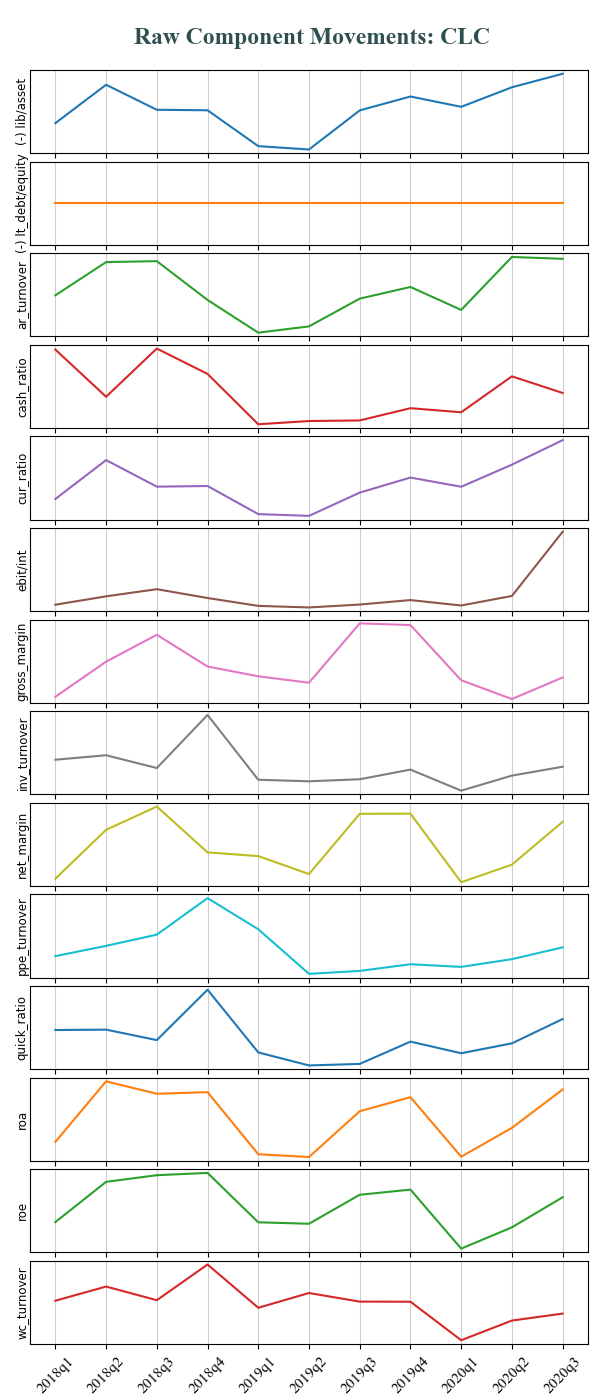 Raw Component Movements: CLC
(-) lib/asset
(-) lt_debt/equity
ar_turnover
cash_ratio
cur_ratio
ebit/int
gross_margin
inv_turnover
net_margin
ppe_turnover
quick_ratio
roa
roe
wc_turnover
2018q1
2018q2
2018q3
2018q4
2019q1
2019q2
2019q3
2019q4
2020q1
2020q2
2020q3